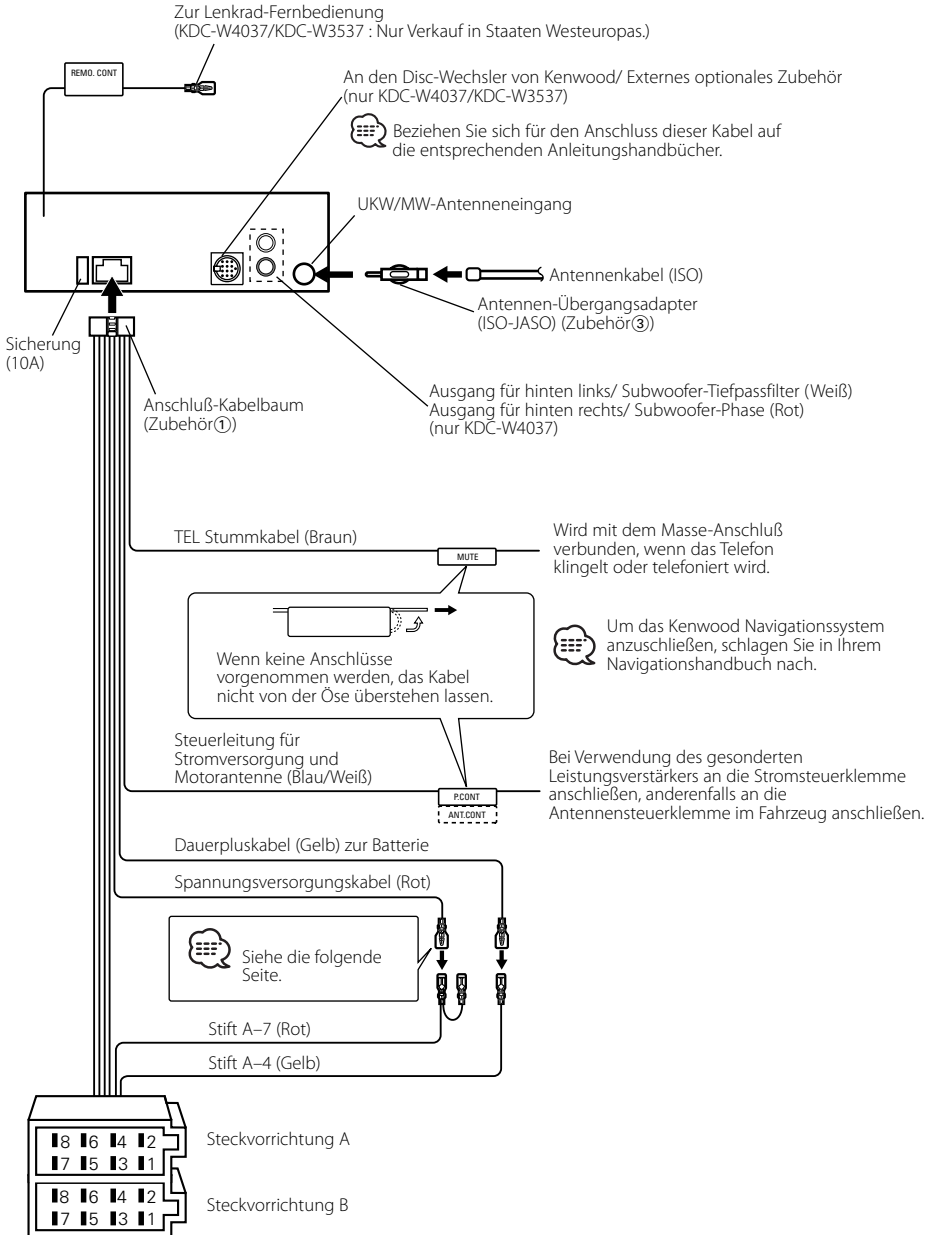 Zur Lenkrad-Fernbedienung
(KDC-W4037/KDC-W3537 : Nur Verkauf in Staaten Westeuropas.)
REMO. CONT
An den Disc-Wechsler von Kenwood/ Externes optionales Zubehör
(nur KDC-W4037/KDC-W3537)
Beziehen Sie sich für den Anschluss dieser Kabel auf
die entsprechenden Anleitungshandbücher.
UKW/MW-Antenneneingang
Antennenkabel (ISO)
Antennen-Übergangsadapter
(ISO-JASO) (Zubehör③)
Sicherung
(10A)
Anschluß-Kabelbaum
(Zubehör①)
Ausgang für hinten links/ Subwoofer-Tiefpassfilter (Weiß)
Ausgang für hinten rechts/ Subwoofer-Phase (Rot)
(nur KDC-W4037)
TEL Stummkabel (Braun)
MUTE
Wird mit dem Masse-Anschluß
verbunden, wenn das Telefon
klingelt oder telefoniert wird.
Wenn keine Anschlüsse
vorgenommen werden, das Kabel
nicht von der Öse überstehen lassen.
Um das Kenwood Navigationssystem
anzuschließen, schlagen Sie in Ihrem
Navigationshandbuch nach.
Steuerleitung für
Stromversorgung und
Motorantenne (Blau/Weiß)
P.CONT
ANT.CONT
Bei Verwendung des gesonderten
Leistungsverstärkers an die Stromsteuerklemme
anschließen, anderenfalls an die
Antennensteuerklemme im Fahrzeug anschließen.
Dauerpluskabel (Gelb) zur Batterie
Spannungsversorgungskabel (Rot)
Siehe die folgende
Seite.
Stift A–7 (Rot)
Stift A–4 (Gelb)
8 6 4 2
7 5 3 1
Steckvorrichtung A
8 6 4 2
7 5 3 1
Steckvorrichtung B